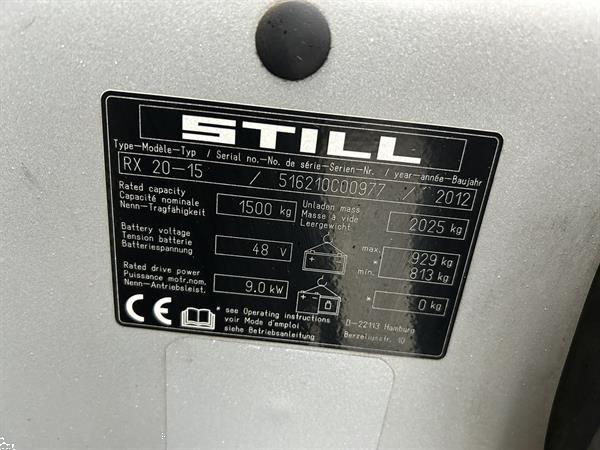 STILL
Type-Modèle-Typ / Serial no.-No. de série-Serien-Nr. / year-année-Baujahr
RX 20-15 / 516210C00977 / 2012
Rated capacity
Capacité nominale
Nenn-Tragfähigkeit
1500 kg
Unladen mass
Masse à vide
Leergewicht
2025 kg
Battery voltage
Tension batterie
Batteriespannung
48 V
max. 929 kg
min. * 813 kg
Rated drive power
Puissance motr.nom.
Nenn-Antriebsleist.
9.0 kW
* 0 kg
CE
* see Operating instructions
voir Mode d'emploi
siehe Betriebsanleitung
D-22113 Hamburg
Berzeliusstr. 10